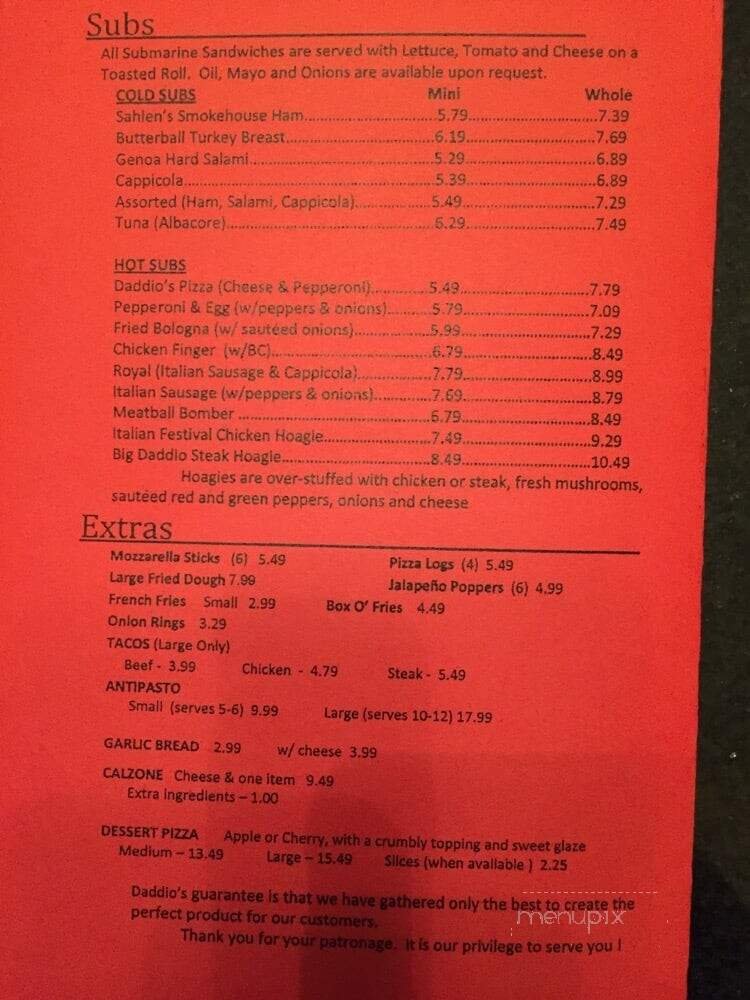 Subs
All Submarine Sandwiches are served with Lettuce, Tomato and Cheese on a
Toasted Roll. Oil, Mayo and Onions are available upon request.
COLD SUBS Mini Whole
Sahlen's Smokehouse Ham 5.79 7.39
Butterball Turkey Breast 6.19 7.69
Genoa Hard Salami 5.29 6.89
Cappicola 5.39 6.89
Assorted (Ham, Salami, Cappicola) 5.49 7.29
Tuna (Albacore) 6.29 7.49
HOT SUBS
Daddio's Pizza (Cheese & Pepperoni) 5.49 7.79
Pepperoni & Egg (w/peppers & onions) 5.79 7.09
Fried Bologna (w/ sautéed onions) 5.99 7.29
Chicken Finger (w/BC) 6.79 8.49
Royal (Italian Sausage & Cappicola) 7.79 8.99
Italian Sausage (w/peppers & onions) 7.69 8.79
Meatball Bomber 6.79 8.49
Italian Festival Chicken Hoagie 7.49 9.29
Big Daddio Steak Hoagie 8.49 10.49
Hoagies are over-stuffed with chicken or steak, fresh mushrooms,
sautéed red and green peppers, onions and cheese
Extras
Mozzarella Sticks (6) 5.49 Pizza Logs (4) 5.49
Large Fried Dough 7.99 Jalapeño Poppers (6) 4.99
French Fries Small 2.99 Box O' Fries 4.49
Onion Rings 3.29
TACOS (Large Only)
Beef - 3.99 Chicken - 4.79 Steak - 5.49
ANTIPASTO
Small (serves 5-6) 9.99 Large (serves 10-12) 17.99
GARLIC BREAD 2.99 w/ cheese 3.99
CALZONE Cheese & one item 9.49
Extra ingredients – 1.00
DESSERT PIZZA Apple or Cherry, with a crumbly topping and sweet glaze
Medium – 13.49 Large – 15.49 Slices (when available ) 2.25
Daddio's guarantee is that we have gathered only the best to create the
perfect product for our customers.
Thank you for your patronage. It is our privilege to serve you !
menupix